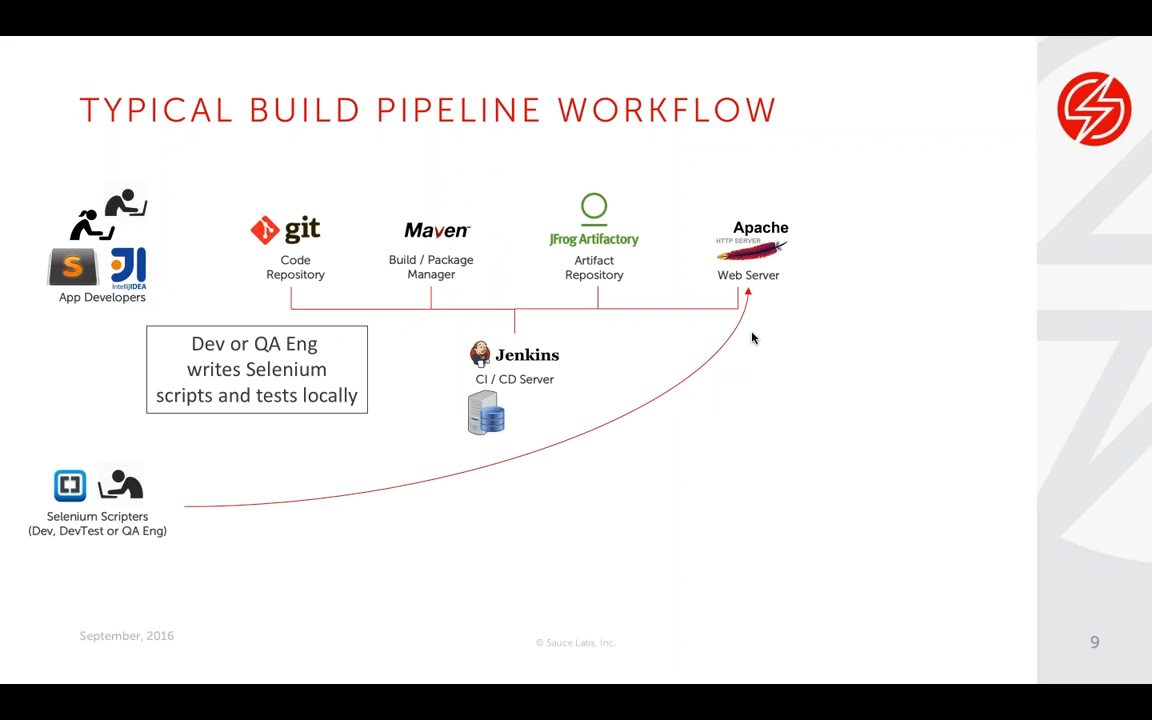 TYPICAL BUILD PIPELINE WORKFLOW
S
IntelliJIDEA
App Developers
git
Code
Repository
Maven™
Build / Package
Manager
JFrog Artifactory
Artifact
Repository
Apache
HTTP SERVER
Web Server
Dev or QA Eng
writes Selenium
scripts and tests locally
Jenkins
CI / CD Server
Selenium Scripters
(Dev, DevTest or QA Eng)
September, 2016
© Sauce Labs, Inc.
9